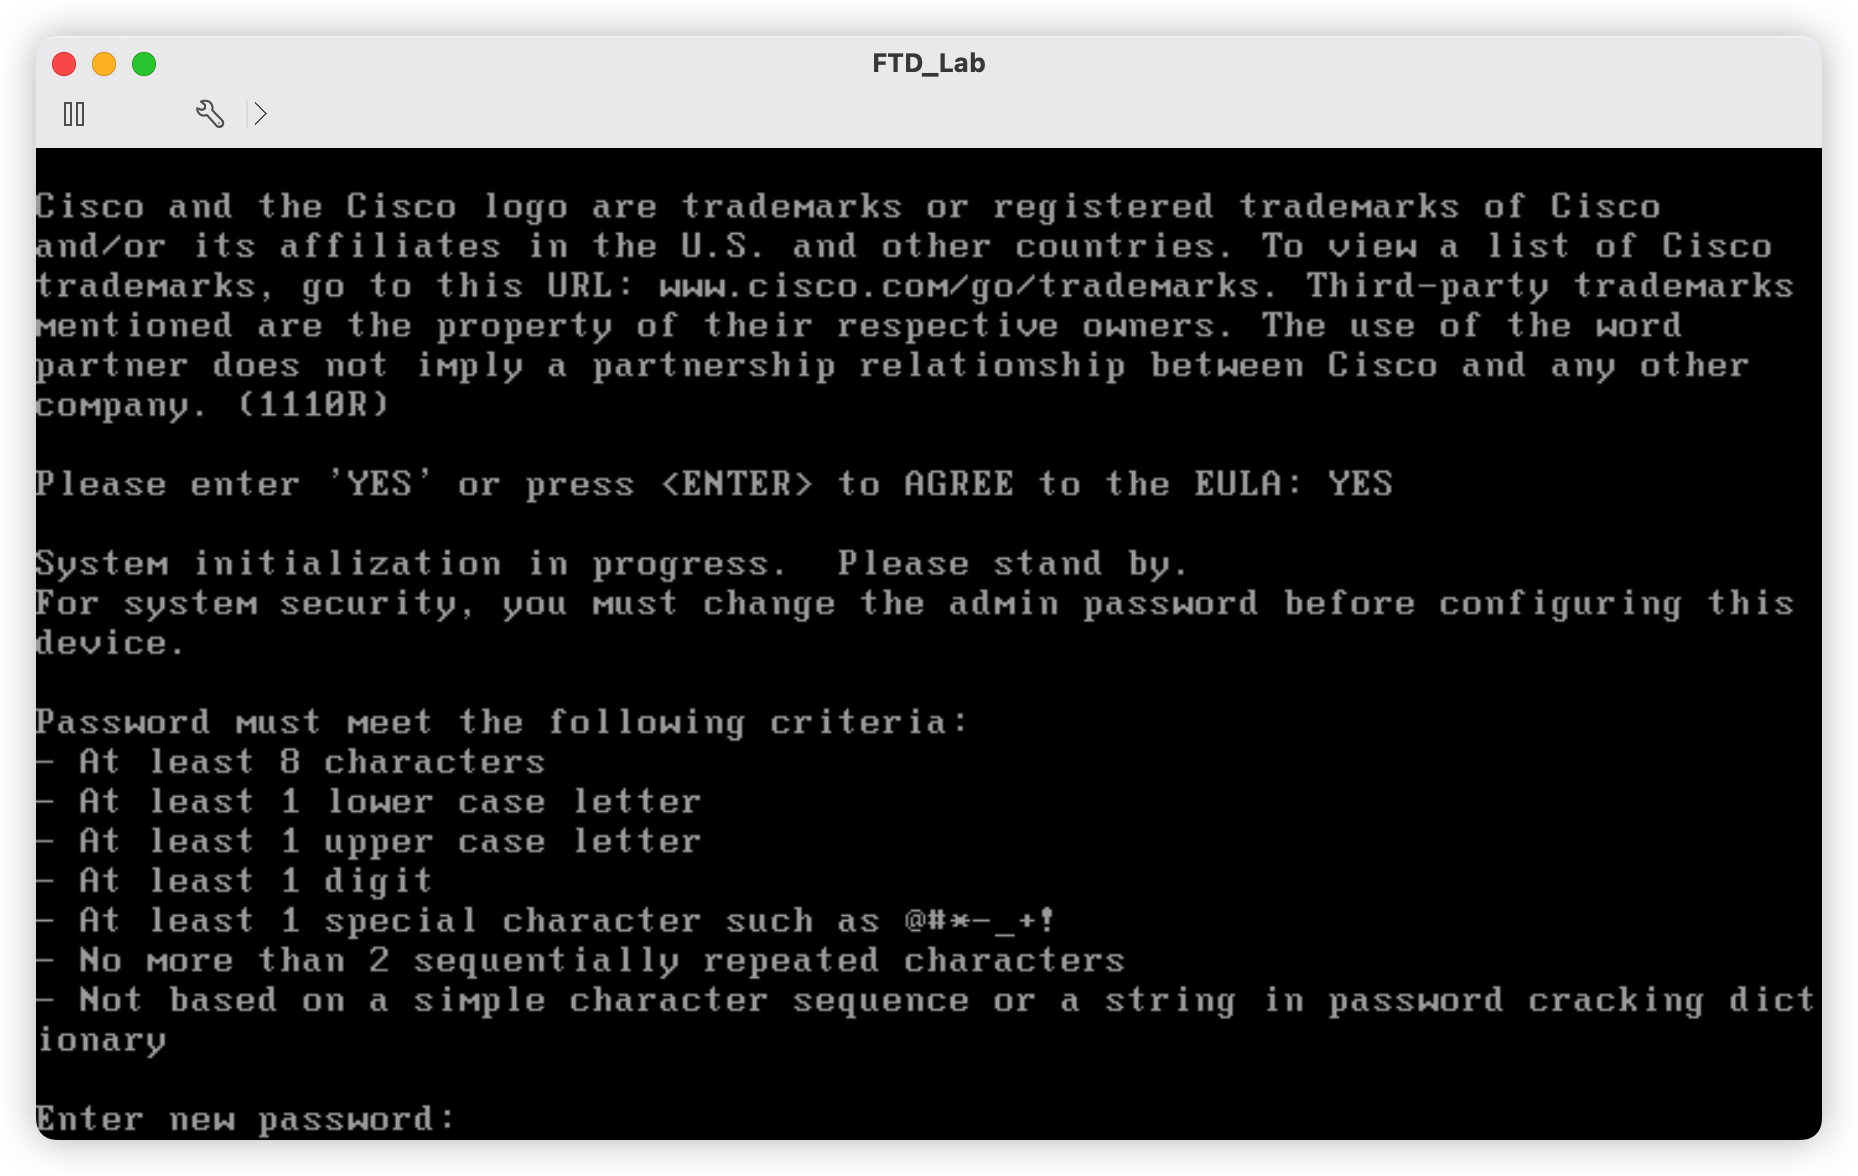 FTD_Lab
Cisco and the Cisco logo are trademarks or registered trademarks of Cisco
and/or its affiliates in the U.S. and other countries. To view a list of Cisco
trademarks, go to this URL: www.cisco.com/go/trademarks. Third-party trademarks
mentioned are the property of their respective owners. The use of the word
partner does not imply a partnership relationship between Cisco and any other
company. (1110R)
Please enter 'YES' or press <ENTER> to AGREE to the EULA: YES
System initialization in progress.  Please stand by.
For system security, you must change the admin password before configuring this
device.
Password must meet the following criteria:
- At least 8 characters
- At least 1 lower case letter
- At least 1 upper case letter
- At least 1 digit
- At least 1 special character such as @#*-_+!
- No more than 2 sequentially repeated characters
- Not based on a simple character sequence or a string in password cracking dict
ionary
Enter new password: